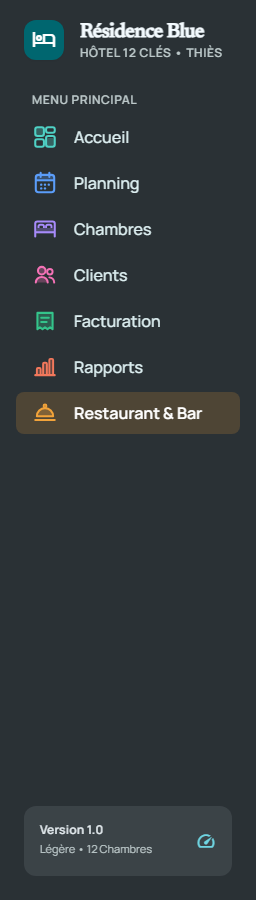 Résidence Blue
HÔTEL 12 CLÉS • THIÈS
MENU PRINCIPAL
Accueil
Planning
Chambres
Clients
Facturation
Rapports
Restaurant & Bar
Version 1.0
Légère • 12 Chambres